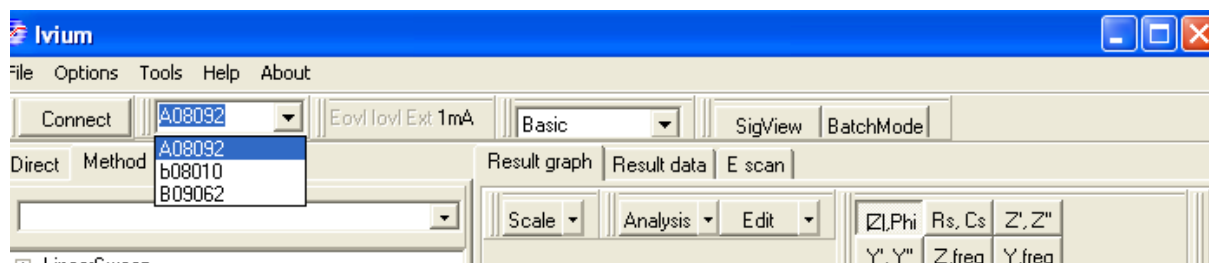 Ivium
File Options Tools Help About
Connect A08092 Eovl Iovl Ext 1mA Basic SigView BatchMode
A08092
b08010
B09062
Direct Method Result graph Result data E scan
Scale Analysis Edit |Z|,Phi Rs, Cs Z', Z"
Y', Y" Z,freq Y,freq
LinearSweep